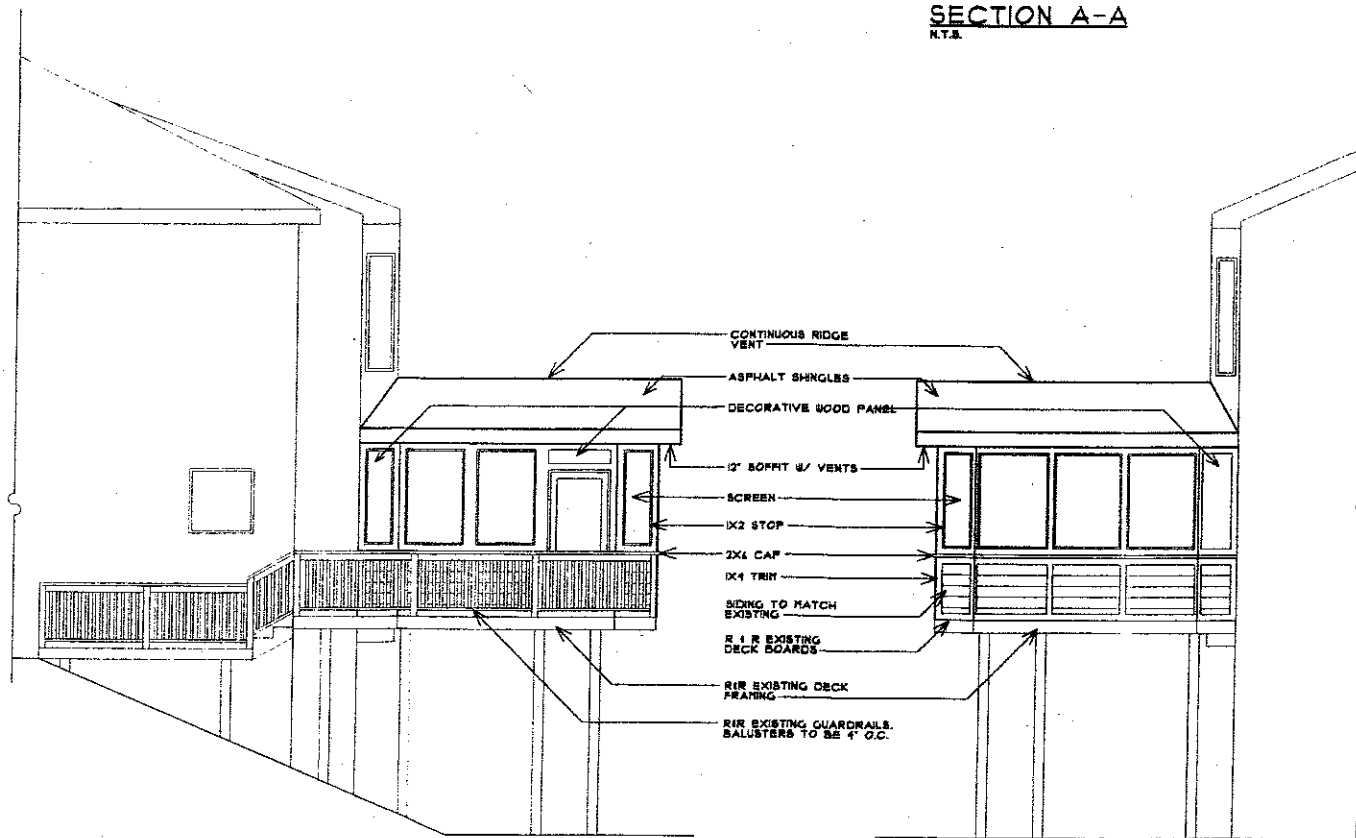 SECTION A-A
N.T.S.
CONTINUOUS RIDGE
VENT
ASPHALT SHINGLES
DECORATIVE WOOD PANEL
12" SOFFIT W/ VENTS
SCREEN
1X2 STOP
2X6 CAP
1X4 TRIM
SIDING TO MATCH
EXISTING
R & R EXISTING
DECK BOARDS
R&R EXISTING DECK
FRAMING
R&R EXISTING GUARDRAILS.
BALUSTERS TO BE 4" O.C.